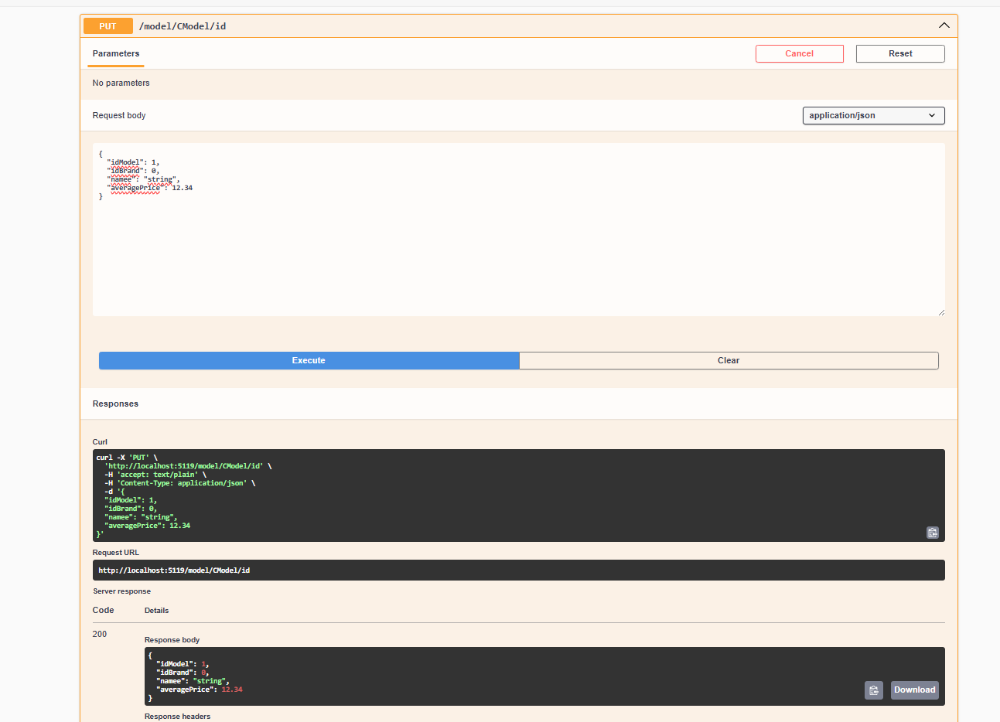 PUT /model/CModel/id
Parameters Cancel Reset
No parameters
Request body application/json
{
"idModel": 1,
"idBrand": 0,
"namee": "string",
"averagePrice": 12.34
}
Execute Clear
Responses
Curl
curl -X 'PUT' \
'http://localhost:5119/model/CModel/id' \
-H 'accept: text/plain' \
-H 'Content-Type: application/json' \
-d '{
"idModel": 1,
"idBrand": 0,
"namee": "string",
"averagePrice": 12.34
}'
Request URL
http://localhost:5119/model/CModel/id
Server response
Code Details
200
Response body
{
"idModel": 1,
"idBrand": 0,
"namee": "string",
"averagePrice": 12.34
}
Download
Response headers